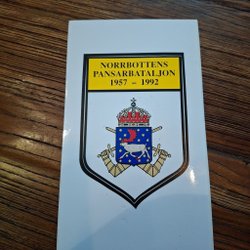 NORRBOTTENS
PANSARBATALJON
1957 – 1992